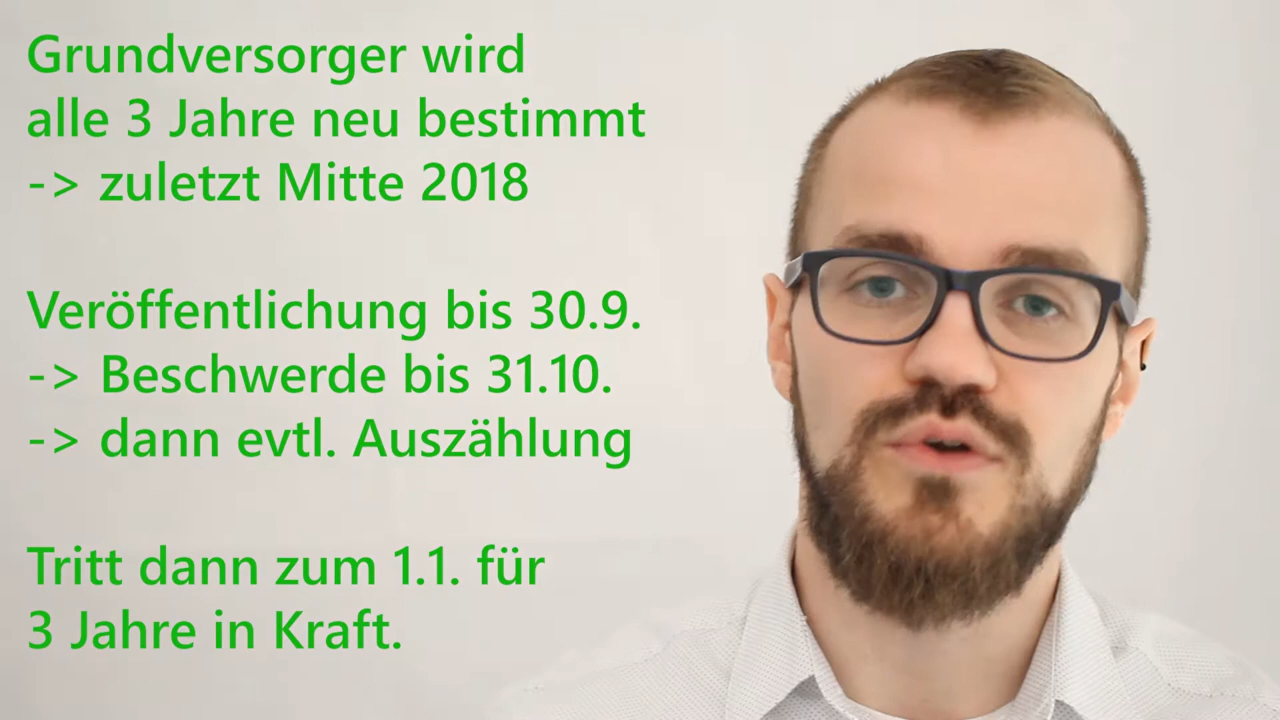 Grundversorger wird
alle 3 Jahre neu bestimmt
-> zuletzt Mitte 2018
Veröffentlichung bis 30.9.
-> Beschwerde bis 31.10.
-> dann evtl. Auszählung
Tritt dann zum 1.1. für
3 Jahre in Kraft.